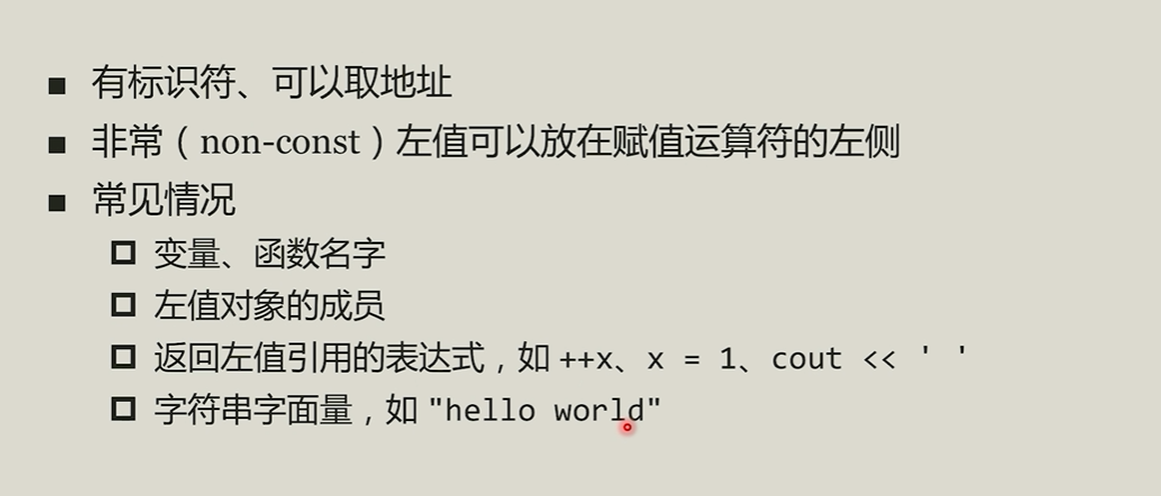 有标识符、可以取地址
非常（non-const）左值可以放在赋值运算符的左侧
常见情况
变量、函数名字
左值对象的成员
返回左值引用的表达式，如 ++x、x = 1、cout << ' '
字符串字面量，如 "hello world"